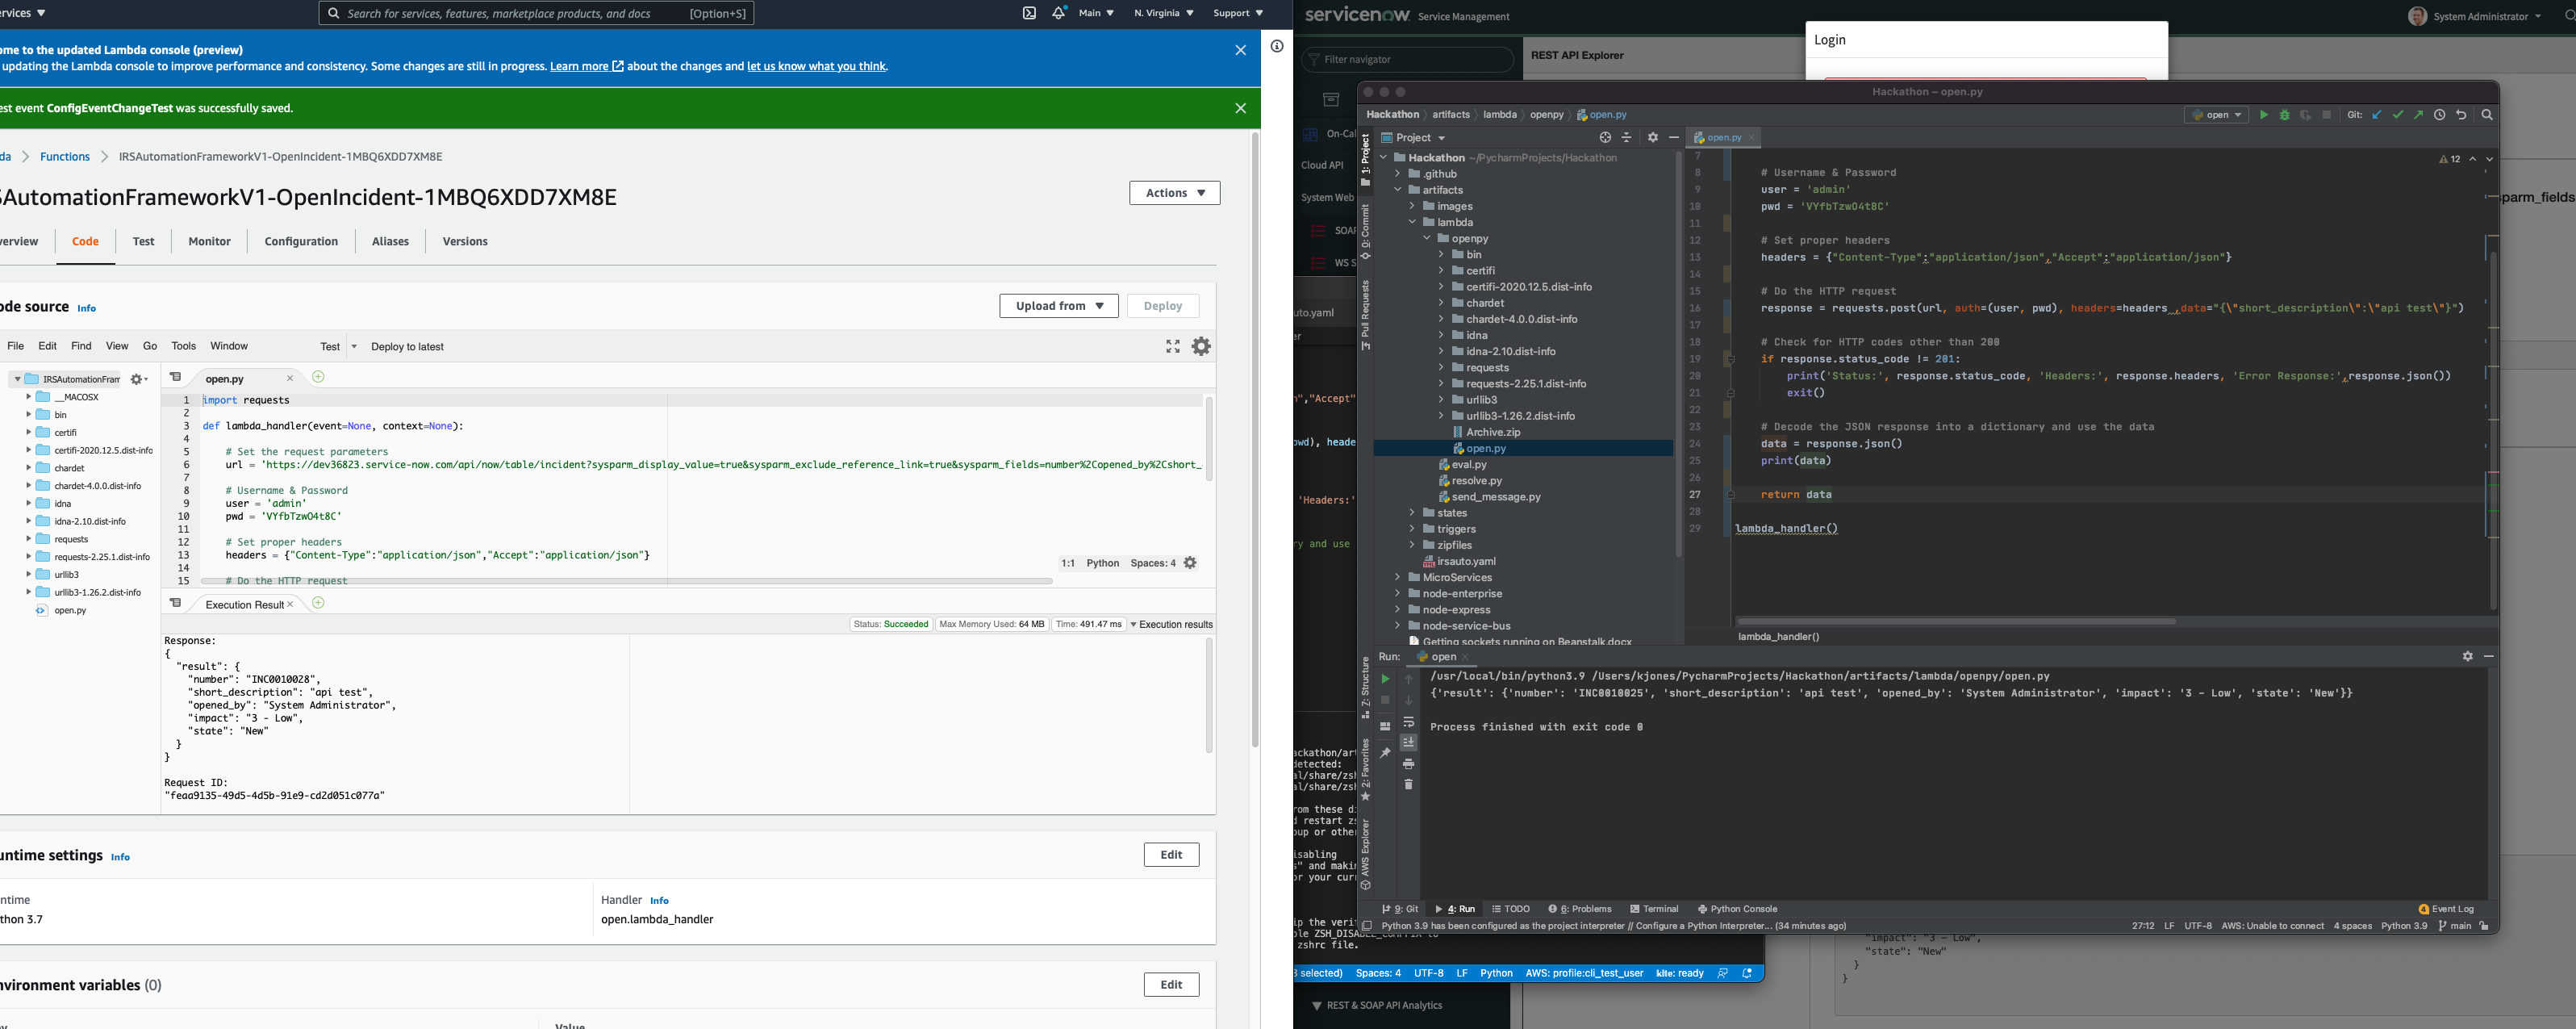 ervices ▼
Search for services, features, marketplace products, and docs [Option+S]
Main ▼ N. Virginia ▼ Support ▼
ome to the updated Lambda console (preview)
updating the Lambda console to improve performance and consistency. Some changes are still in progress. Learn more about the changes and let us know what you think.
est event ConfigEventChangeTest was successfully saved.
da > Functions > IRSAutomationFrameworkV1-OpenIncident-1MBQ6XDD7XM8E
SAutomationFrameworkV1-OpenIncident-1MBQ6XDD7XM8E
Actions ▼
verview Code Test Monitor Configuration Aliases Versions
ode source Info
Upload from ▼ Deploy
File Edit Find View Go Tools Window Test Deploy to latest
IRSAutomationFram
__MACOSX
bin
certifi
certifi-2020.12.5.dist-info
chardet
chardet-4.0.0.dist-info
idna
idna-2.10.dist-info
requests
requests-2.25.1.dist-info
urllib3
urllib3-1.26.2.dist-info
open.py
open.py ×
1 import requests
2
3 def lambda_handler(event=None, context=None):
4
5 # Set the request parameters
6 url = 'https://dev36823.service-now.com/api/now/table/incident?sysparm_display_value=true&sysparm_exclude_reference_link=true&sysparm_fields=number%2Copened_by%2Cshort_
7
8 # Username & Password
9 user = 'admin'
10 pwd = 'VYfbTzwO4t8C'
11
12 # Set proper headers
13 headers = {"Content-Type":"application/json","Accept":"application/json"}
14
15 # Do the HTTP request
1:1 Python Spaces: 4
Execution Result ×
Status: Succeeded Max Memory Used: 64 MB Time: 491.47 ms ▼ Execution results
Response:
{
"result": {
"number": "INC0010028",
"short_description": "api test",
"opened_by": "System Administrator",
"impact": "3 - Low",
"state": "New"
}
}
Request ID:
"feaa9135-49d5-4d5b-91e9-cd2d051c077a"
untime settings Info
Edit
ntime
thon 3.7
Handler Info
open.lambda_handler
nvironment variables (0)
Edit
ey
Value
servicenow Service Management
System Administrator
Filter navigator
REST API Explorer
Login
On-Cal
Cloud API
System Web
SOA
WS S
sparm_fields
uto.yaml
er
n","Accept"
pwd), heade
'Headers:'
ry and use
ackathon/art
detected:
al/share/zsh
al/share/zsh
rom these di
d restart zs
oup or other
isabling
s" and makin
or your curr
ip the verif
ble ZSH_DISABLE_COMPFIX to
zshrc file.
3 selected) Spaces: 4 UTF-8 LF Python AWS: profile:cli_test_user kite: ready
▼ REST & SOAP API Analytics
"impact": "3 - Low",
"state": "New"
}
}
Hackathon – open.py
Hackathon > artifacts > lambda > openpy > open.py
open Git:
Project
open.py ×
1: Project
0: Commit
Pull Requests
Hackathon ~/PycharmProjects/Hackathon
.github
artifacts
images
lambda
openpy
bin
certifi
certifi-2020.12.5.dist-info
chardet
chardet-4.0.0.dist-info
idna
idna-2.10.dist-info
requests
requests-2.25.1.dist-info
urllib3
urllib3-1.26.2.dist-info
Archive.zip
open.py
eval.py
resolve.py
send_message.py
states
triggers
zipfiles
irsauto.yaml
MicroServices
node-enterprise
node-express
node-service-bus
Getting sockets running on Beanstalk.docx
12
7
8 # Username & Password
9 user = 'admin'
10 pwd = 'VYfbTzwO4t8C'
11
12 # Set proper headers
13 headers = {"Content-Type":"application/json","Accept":"application/json"}
14
15 # Do the HTTP request
16 response = requests.post(url, auth=(user, pwd), headers=headers ,data="{\"short_description\":\"api test\"}")
17
18 # Check for HTTP codes other than 200
19 if response.status_code != 201:
20 print('Status:', response.status_code, 'Headers:', response.headers, 'Error Response:',response.json())
21 exit()
22
23 # Decode the JSON response into a dictionary and use the data
24 data = response.json()
25 print(data)
26
27 return data
28
29 lambda_handler()
lambda_handler()
Run: open ×
/usr/local/bin/python3.9 /Users/kjones/PycharmProjects/Hackathon/artifacts/lambda/openpy/open.py
{'result': {'number': 'INC0010025', 'short_description': 'api test', 'opened_by': 'System Administrator', 'impact': '3 - Low', 'state': 'New'}}
Process finished with exit code 0
Z: Structure
2: Favorites
AWS Explorer
9: Git 4: Run TODO 6: Problems Terminal Python Console
4 Event Log
Python 3.9 has been configured as the project interpreter // Configure a Python Interpreter... (34 minutes ago)
27:12 LF UTF-8 AWS: Unable to connect 4 spaces Python 3.9 main